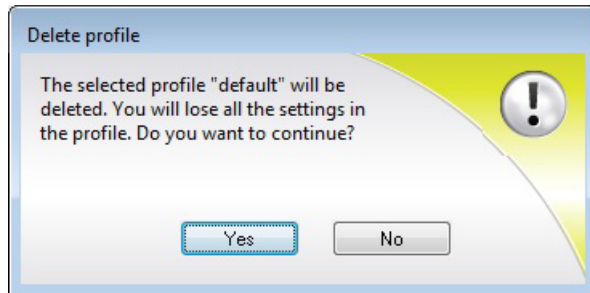 Delete profile
The selected profile "default" will be
deleted. You will lose all the settings in
the profile. Do you want to continue?
Yes
No